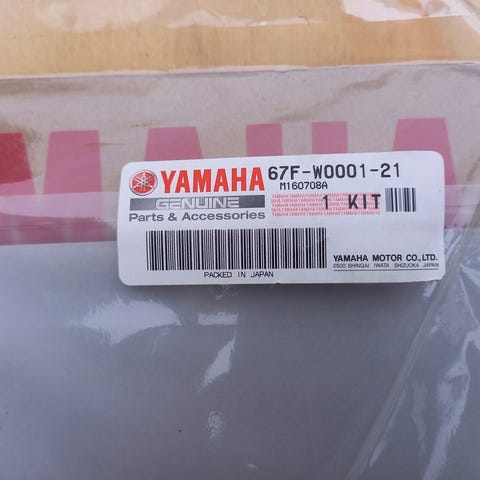 YAMAHA
YAMAHA 67F-W0001-21
M160708A
GENUINE
1 KIT
Parts & Accessories
YAMAHA MOTOR CO.,LTD.
2500 SHINGAI IWATA SHIZUOKA JAPAN
PACKED IN JAPAN